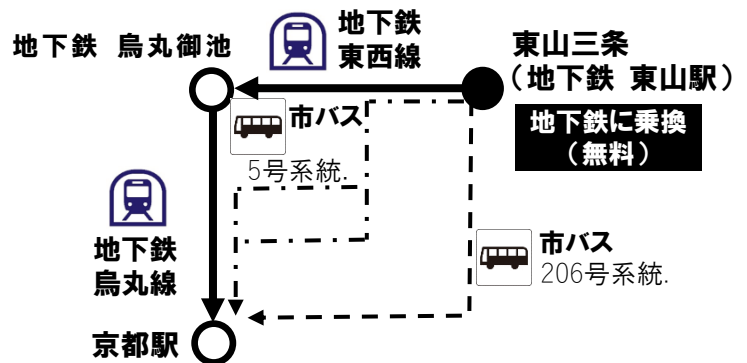 地下鉄 烏丸御池
地下鉄
東西線
東山三条
（地下鉄 東山駅）
地下鉄に乗換
（無料）
市バス
5号系統.
地下鉄
烏丸線
市バス
206号系統.
京都駅